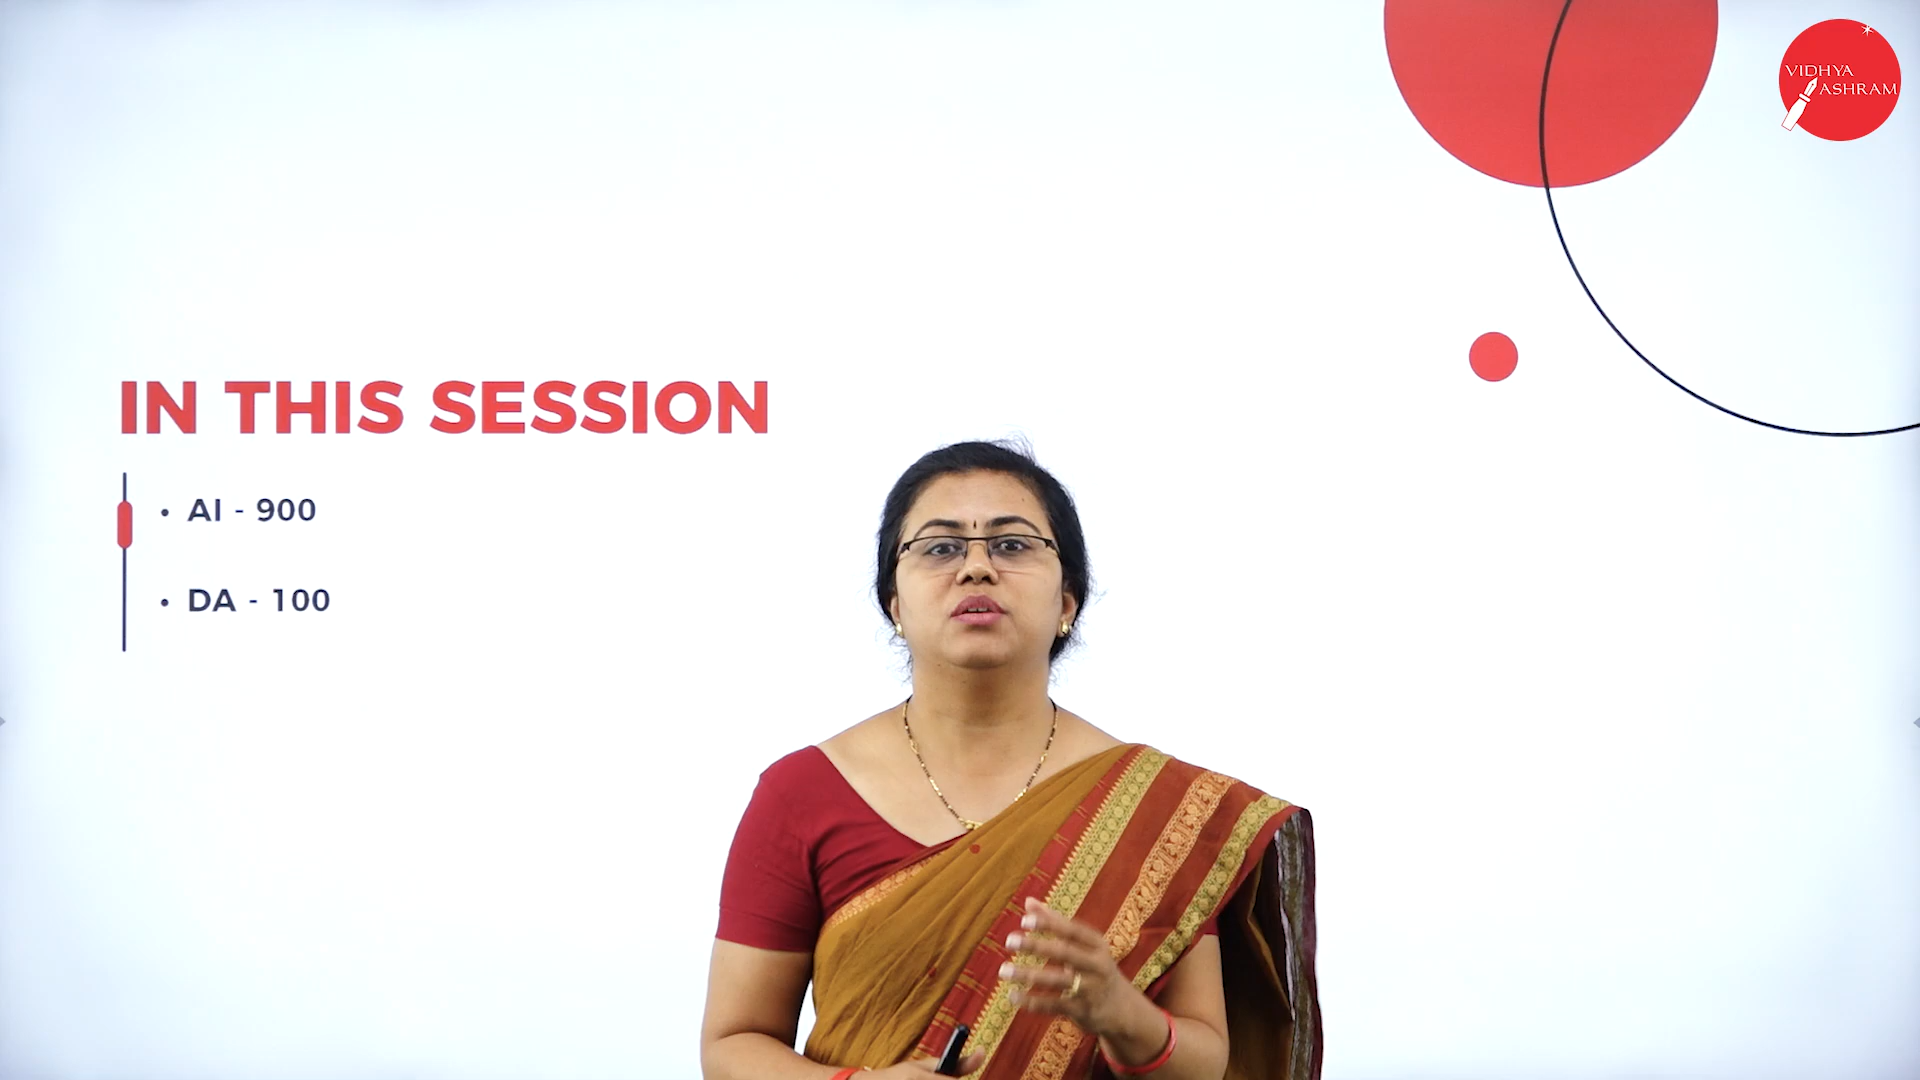 VIDHYA
ASHRAM
IN THIS SESSION
• AI - 900
• DA - 100